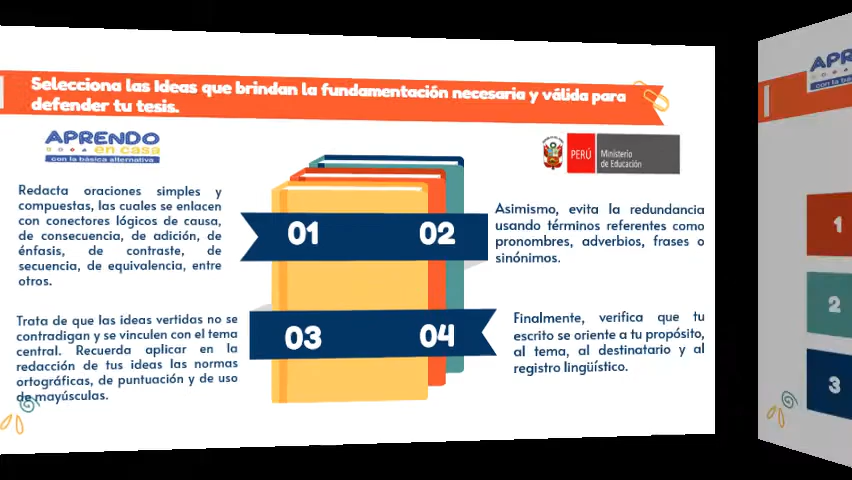 Selecciona las Ideas que brindan la fundamentación necesaria y válida para
defender tu tesis.
APRENDO
en casa
con la básica alternativa
PERÚ
Ministerio
de Educación
Redacta oraciones simples y
compuestas, las cuales se enlacen
con conectores lógicos de causa,
de consecuencia, de adición, de
énfasis, de contraste, de
secuencia, de equivalencia, entre
otros.
01
02
Asimismo, evita la redundancia
usando términos referentes como
pronombres, adverbios, frases o
sinónimos.
Trata de que las ideas vertidas no se
contradigan y se vinculen con el tema
central. Recuerda aplicar en la
redacción de tus ideas las normas
ortográficas, de puntuación y de uso
de mayúsculas.
03
04
Finalmente, verifica que tu
escrito se oriente a tu propósito,
al tema, al destinatario y al
registro lingüístico.
1
2
3